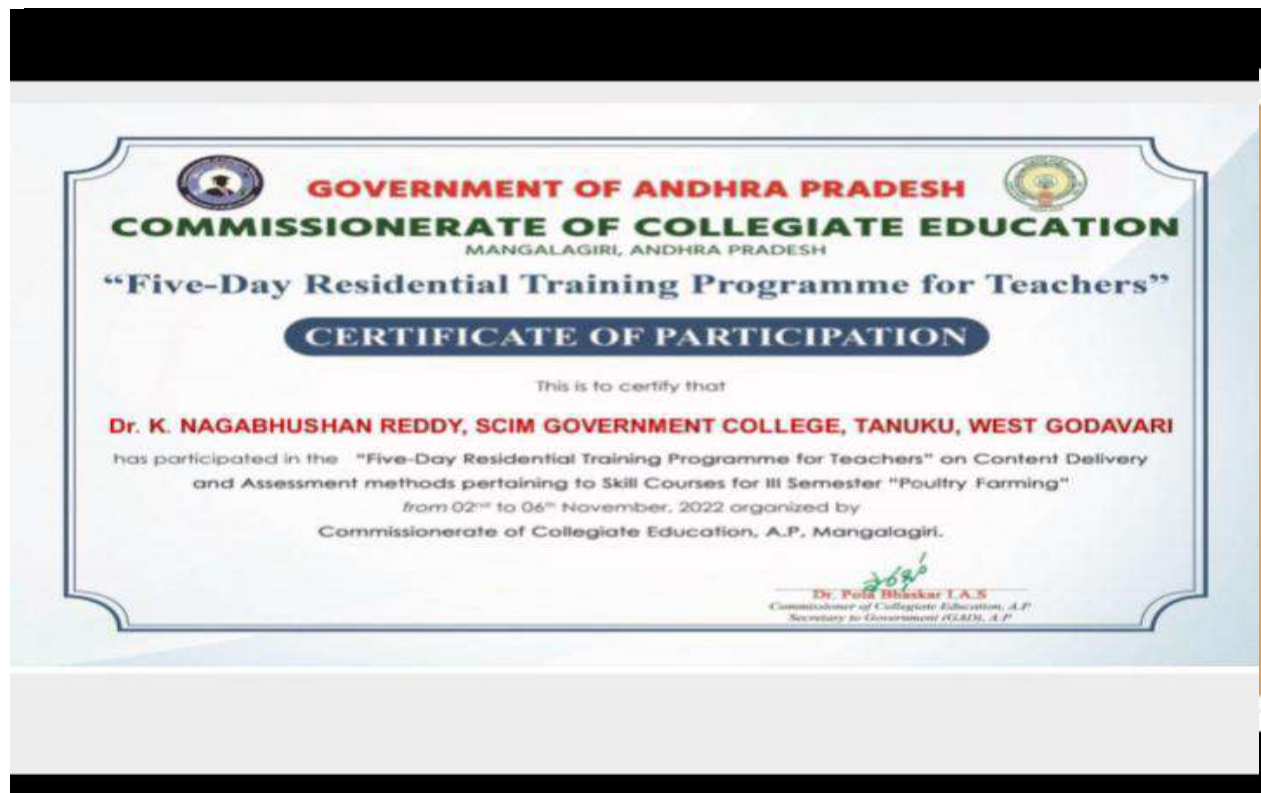 GOVERNMENT OF ANDHRA PRADESH
COMMISSIONERATE OF COLLEGIATE EDUCATION
MANGALAGIRI, ANDHRA PRADESH
“Five-Day Residential Training Programme for Teachers”
CERTIFICATE OF PARTICIPATION
This is to certify that
Dr. K. NAGABHUSHAN REDDY, SCIM GOVERNMENT COLLEGE, TANUKU, WEST GODAVARI
has participated in the "Five-Day Residential Training Programme for Teachers" on Content Delivery
and Assessment methods pertaining to Skill Courses for III Semester "Poultry Farming"
from 02nd to 06th November, 2022 organized by
Commissionerate of Collegiate Education, A.P, Mangalagiri.
Dr. Pola Bhaskar I.A.S
Commissioner of Collegiate Education, A.P
Secretary to Government (GAD), A.P